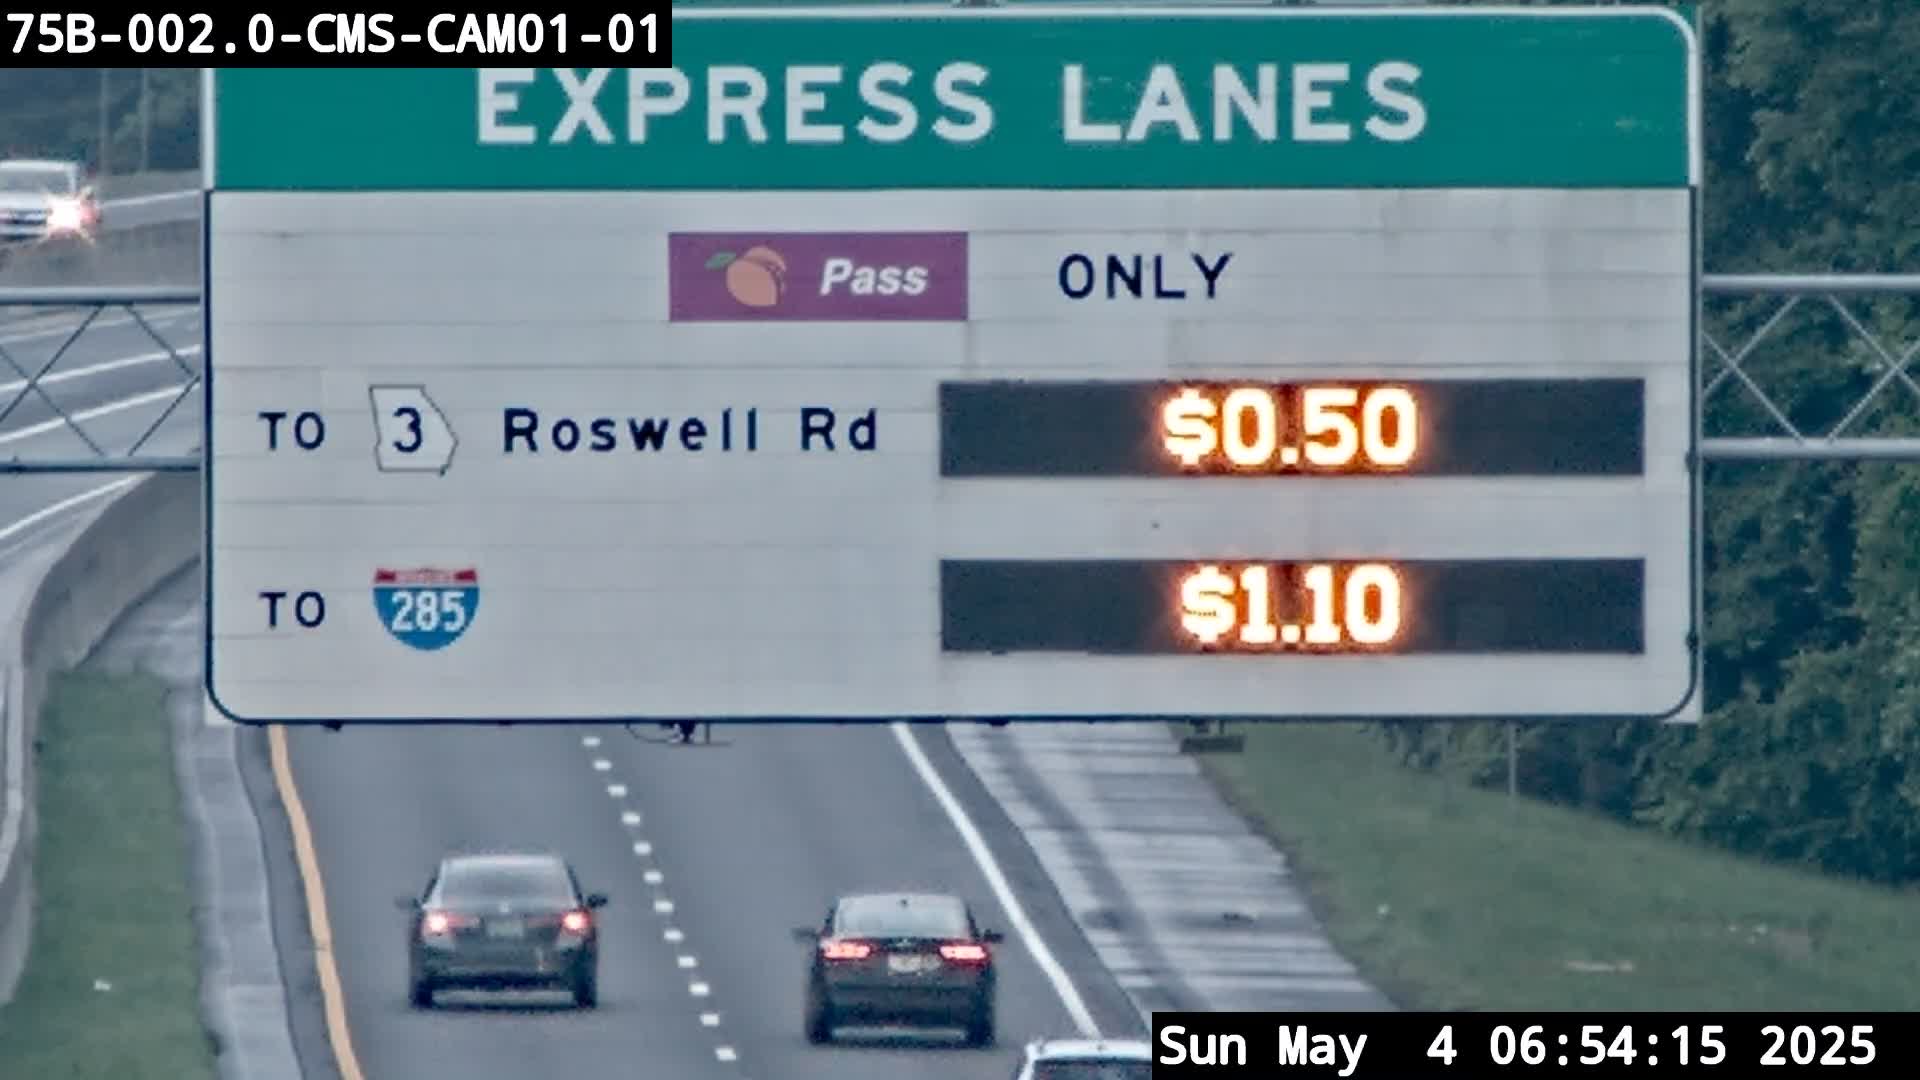 75B-002.0-CMS-CAM01-01
EXPRESS LANES
Pass ONLY
TO 3 Roswell Rd $0.50
TO 285 $1.10
Sun May 4 06:54:15 2025